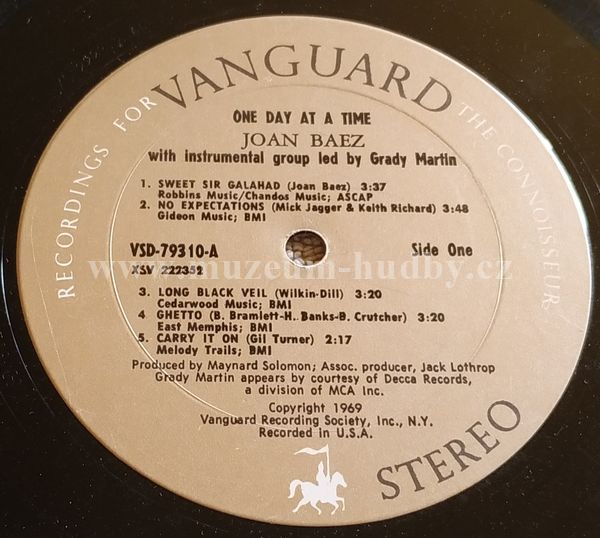 RECORDINGS FOR VANGUARD THE CONNOISSEUR
ONE DAY AT A TIME
JOAN BAEZ
with instrumental group led by Grady Martin
1. SWEET SIR GALAHAD (Joan Baez) 3:37
Robbins Music/Chandos Music; ASCAP
2. NO EXPECTATIONS (Mick Jagger & Keith Richard) 3:48
Gideon Music; BMI
VSD-79310-A Side One
XSV 222352
www.muzeum-hudby.cz
3. LONG BLACK VEIL (Wilkin-Dill) 3:20
Cedarwood Music; BMI
4 GHETTO (B. Bramlett-H. Banks-B. Crutcher) 3:20
East Memphis; BMI
5. CARRY IT ON (Gil Turner) 2:17
Melody Trails; BMI
Produced by Maynard Solomon; Assoc. producer, Jack Lothrop
Grady Martin appears by courtesy of Decca Records,
a division of MCA Inc.
Copyright 1969
Vanguard Recording Society, Inc., N.Y.
Recorded in U.S.A.
STEREO